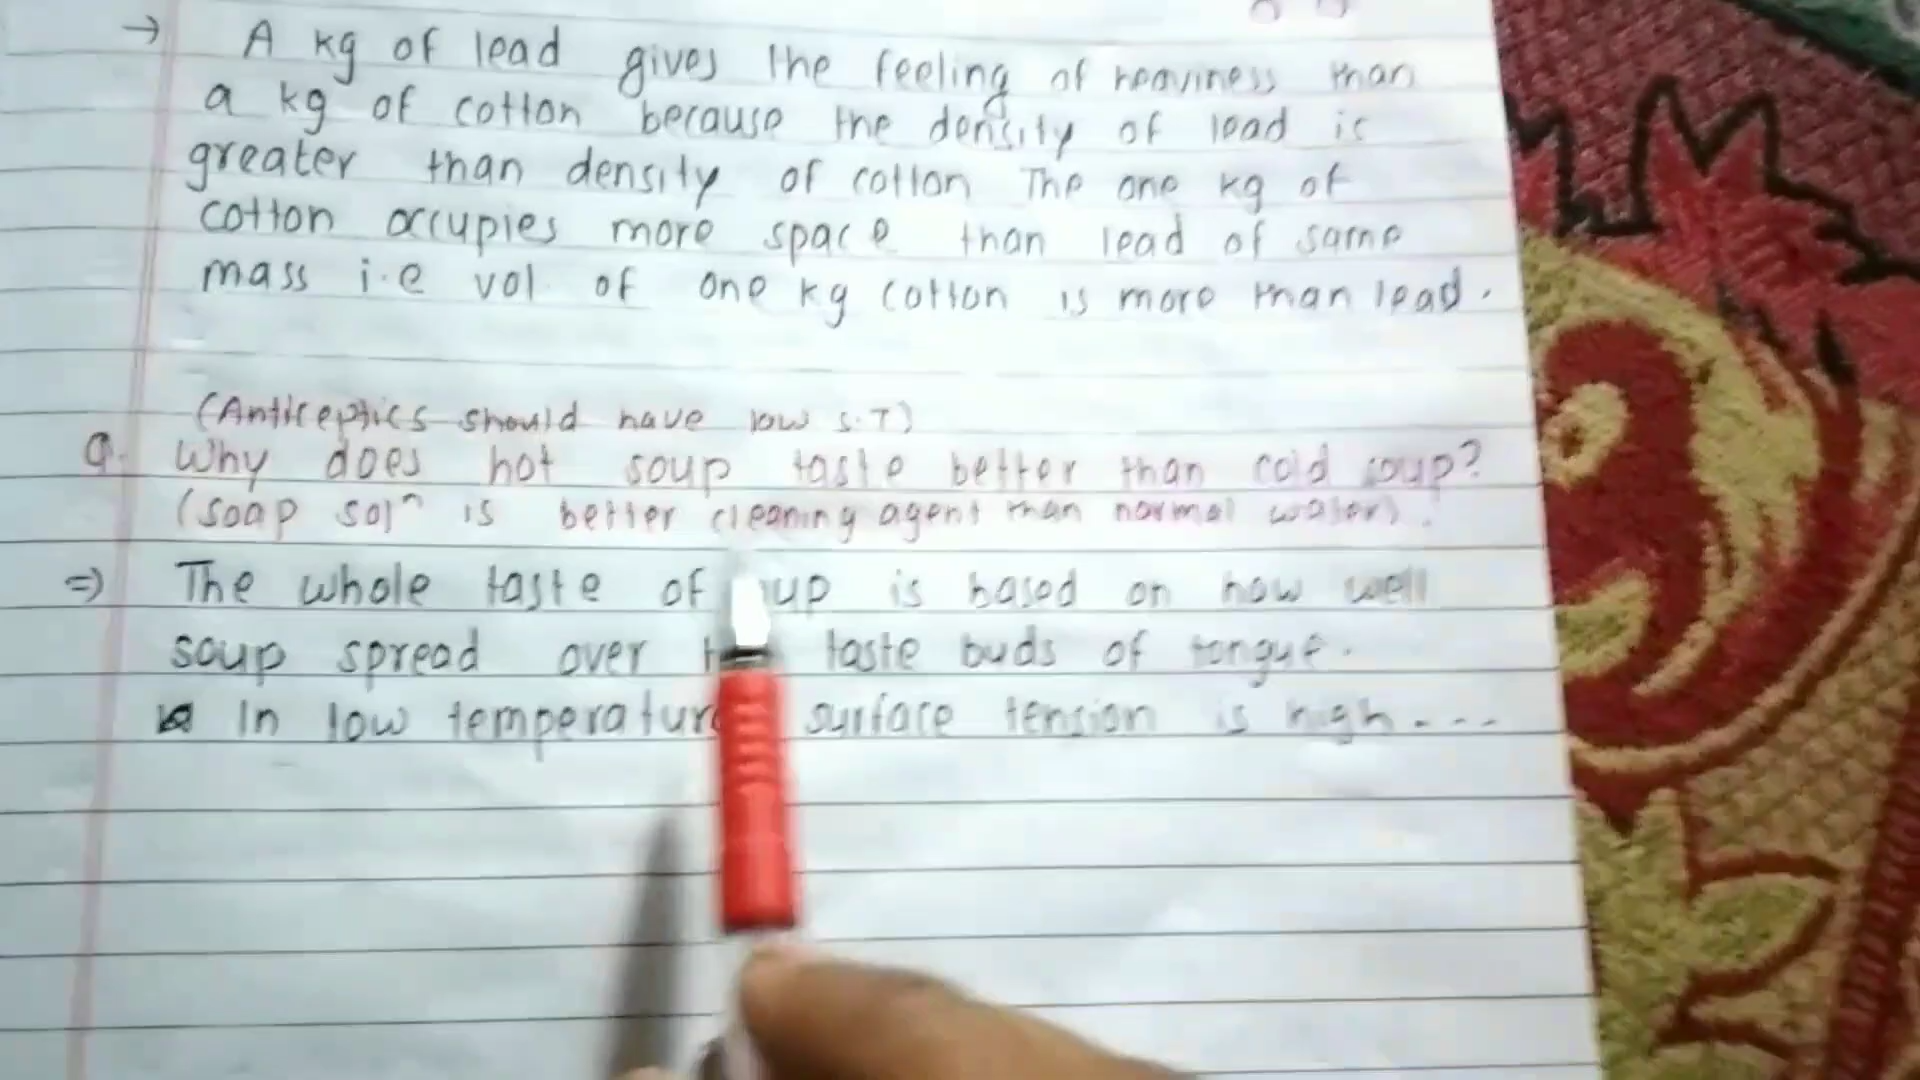 → A kg of lead gives the feeling of heaviness than
a kg of cotton because the density of lead is
greater than density of cotton The one kg of
cotton occupies more space than lead of same
mass i.e vol. of one kg cotton is more than lead.
(Anticeptics should have low S.T)
Q. Why does hot soup taste better than cold soup?
(soap solⁿ is better cleaning agent than normal water).
⇒ The whole taste of is based on how well
soup spread over taste buds of tongue.
In low temperature surface tension is high....